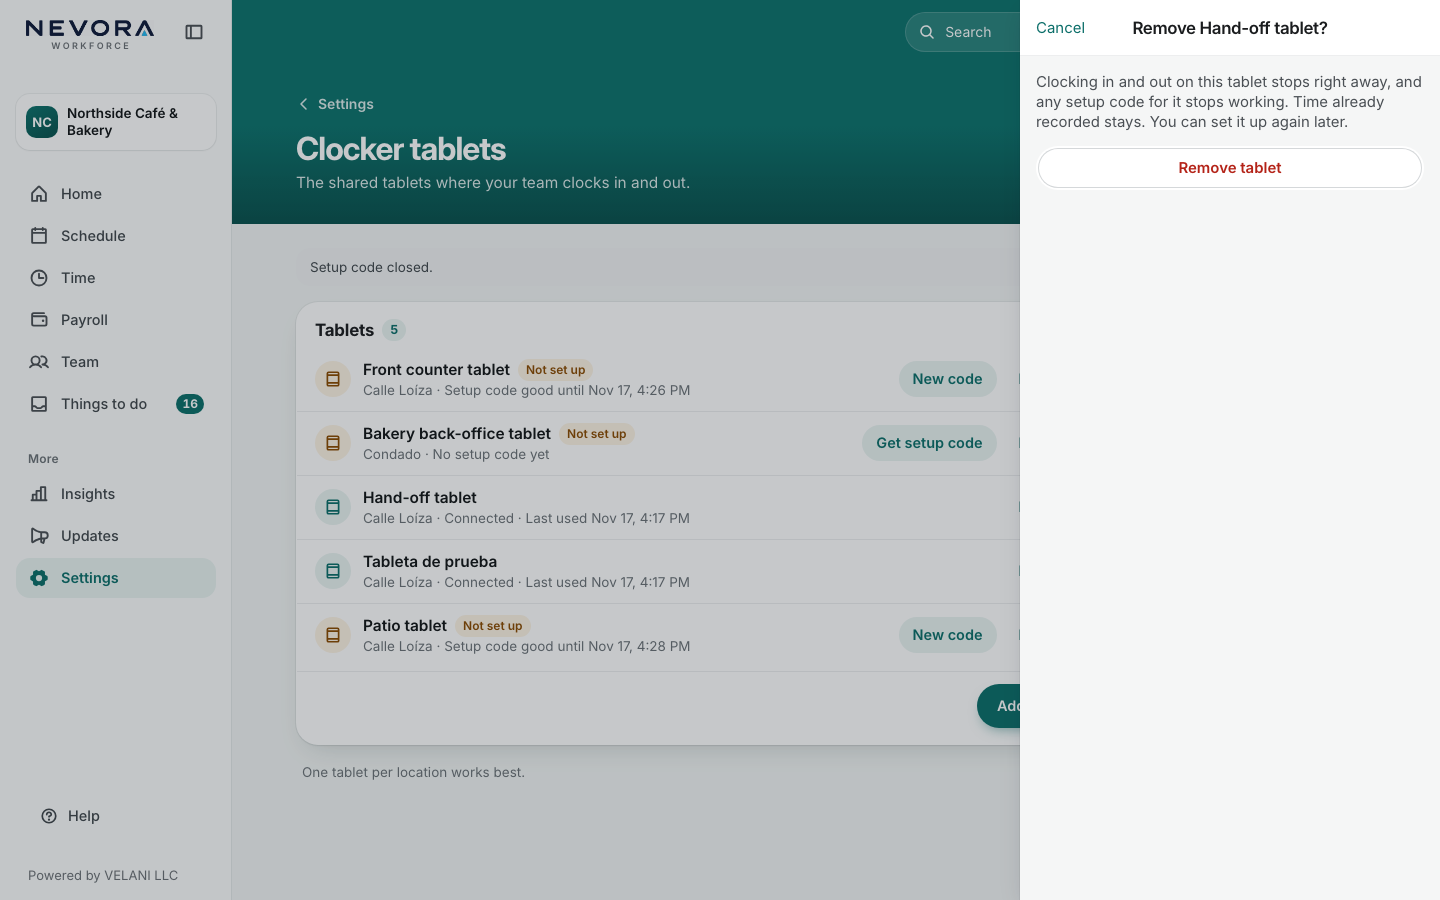 NEVORA
WORKFORCE
NC
Northside Café &
Bakery
Home
Schedule
Time
Payroll
Team
Things to do 16
More
Insights
Updates
Settings
Help
Powered by VELANI LLC
Search
Settings
Clocker tablets
The shared tablets where your team clocks in and out.
Setup code closed.
Tablets 5
Front counter tablet Not set up
Calle Loíza · Setup code good until Nov 17, 4:26 PM
New code
Bakery back-office tablet Not set up
Condado · No setup code yet
Get setup code
Hand-off tablet
Calle Loíza · Connected · Last used Nov 17, 4:17 PM
Tableta de prueba
Calle Loíza · Connected · Last used Nov 17, 4:17 PM
Patio tablet Not set up
Calle Loíza · Setup code good until Nov 17, 4:28 PM
New code
One tablet per location works best.
Cancel
Remove Hand-off tablet?
Clocking in and out on this tablet stops right away, and
any setup code for it stops working. Time already
recorded stays. You can set it up again later.
Remove tablet